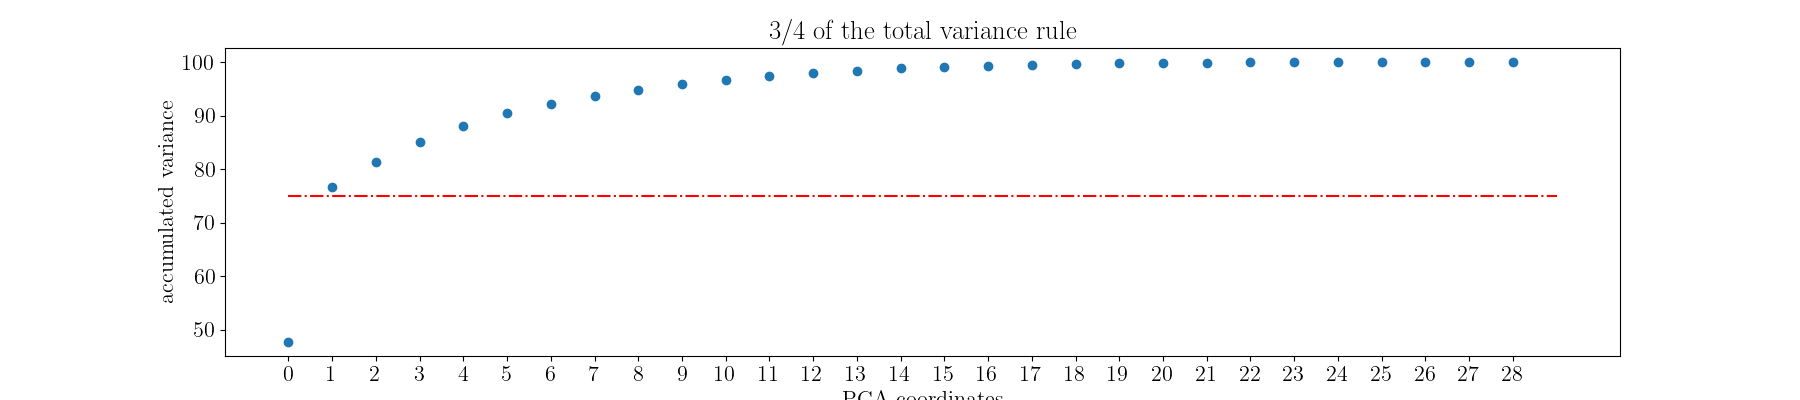 3/4 of the total variance rule
accumulated variance
100
90
80
70
60
50
0 1 2 3 4 5 6 7 8 9 10 11 12 13 14 15 16 17 18 19 20 21 22 23 24 25 26 27 28
PCA coordinates